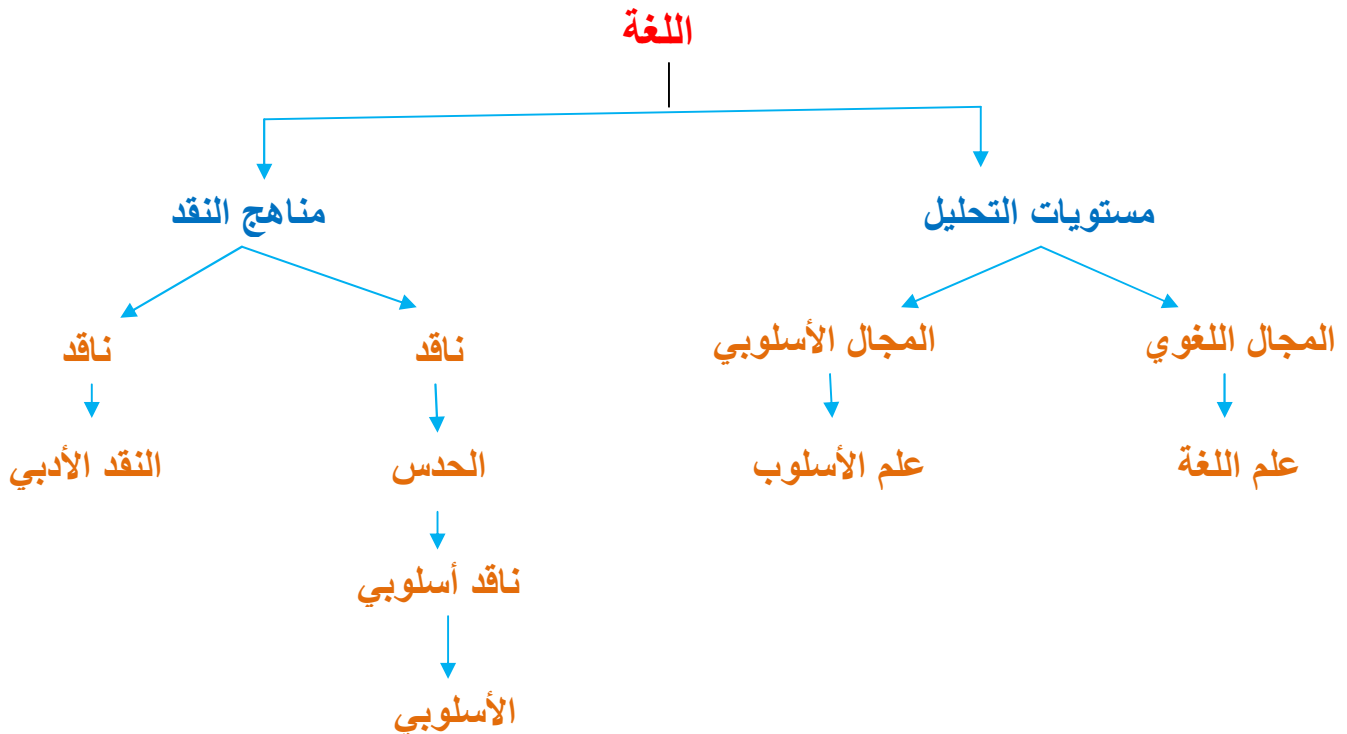 اللغة
مستويات التحليل
مناهج النقد
المجال اللغوي
المجال الأسلوبي
ناقد
ناقد
علم اللغة
علم الأسلوب
الحدس
النقد الأدبي
ناقد أسلوبي
الأسلوبي